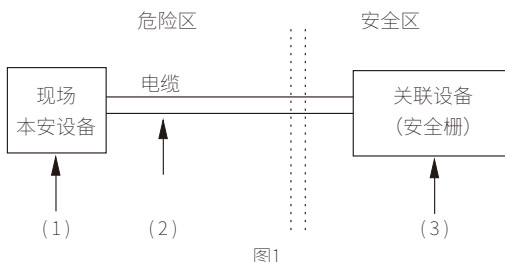 危险区
安全区
现场
本安设备
电缆
关联设备
（安全栅）
(1)
(2)
(3)
图1